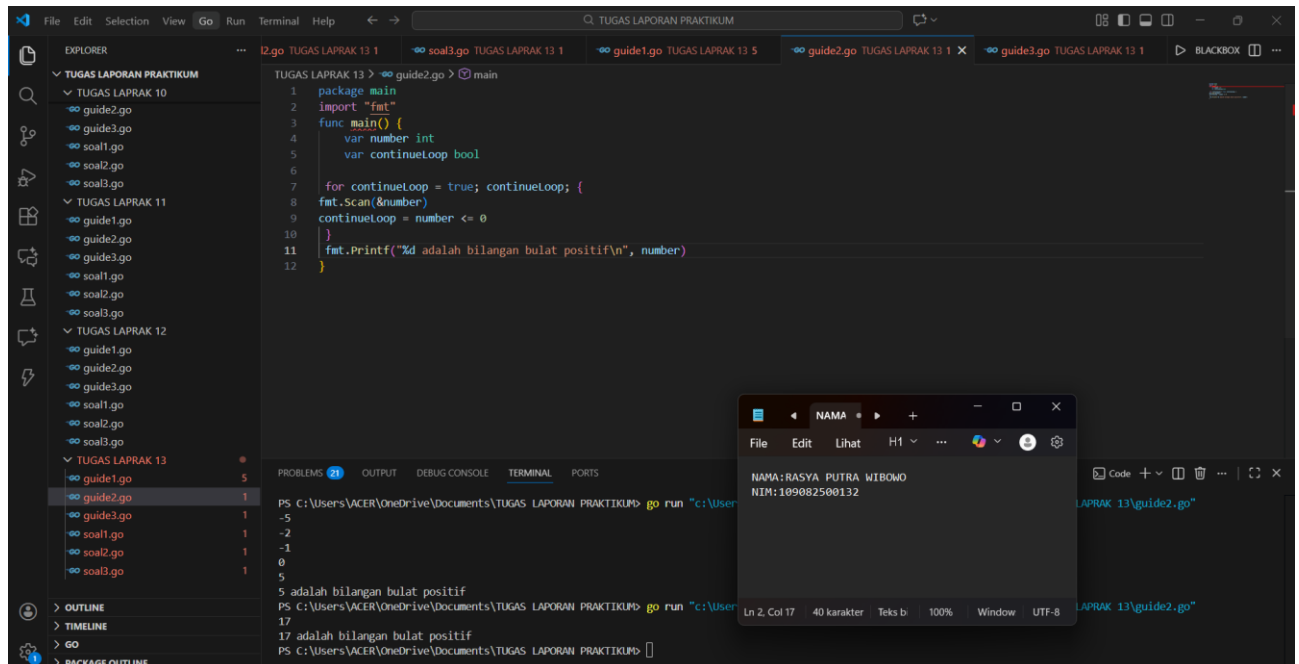 File Edit Selection View Go Run Terminal Help
TUGAS LAPORAN PRAKTIKUM
EXPLORER
TUGAS LAPORAN PRAKTIKUM
TUGAS LAPRAK 10
guide2.go
guide3.go
soal1.go
soal2.go
soal3.go
TUGAS LAPRAK 11
guide1.go
guide2.go
guide3.go
soal1.go
soal2.go
soal3.go
TUGAS LAPRAK 12
guide1.go
guide2.go
guide3.go
soal1.go
soal2.go
soal3.go
TUGAS LAPRAK 13
guide1.go 5
guide2.go 1
guide3.go 1
soal1.go 1
soal2.go 1
soal3.go 1
OUTLINE
TIMELINE
GO
PACKAGE OUTLINE
1
l2.go TUGAS LAPRAK 13 1 soal3.go TUGAS LAPRAK 13 1 guide1.go TUGAS LAPRAK 13 5 guide2.go TUGAS LAPRAK 13 1 guide3.go TUGAS LAPRAK 13 1 BLACKBOX
TUGAS LAPRAK 13 > guide2.go > main
1 package main
2 import "fmt"
3 func main() {
4 var number int
5 var continueLoop bool
6
7 for continueLoop = true; continueLoop; {
8 fmt.Scan(&number)
9 continueLoop = number <= 0
10 }
11 fmt.Printf("%d adalah bilangan bulat positif\n", number)
12 }
PROBLEMS 21 OUTPUT DEBUG CONSOLE TERMINAL PORTS
Code
PS C:\Users\ACER\OneDrive\Documents\TUGAS LAPORAN PRAKTIKUM> go run "c:\User LAPRAK 13\guide2.go"
-5
-2
-1
0
5
5 adalah bilangan bulat positif
PS C:\Users\ACER\OneDrive\Documents\TUGAS LAPORAN PRAKTIKUM> go run "c:\User LAPRAK 13\guide2.go"
17
17 adalah bilangan bulat positif
PS C:\Users\ACER\OneDrive\Documents\TUGAS LAPORAN PRAKTIKUM>
NAMA
File Edit Lihat H1
NAMA:RASYA PUTRA WIBOWO
NIM:109082500132
Ln 2, Col 17 40 karakter Teks bi 100% Window UTF-8